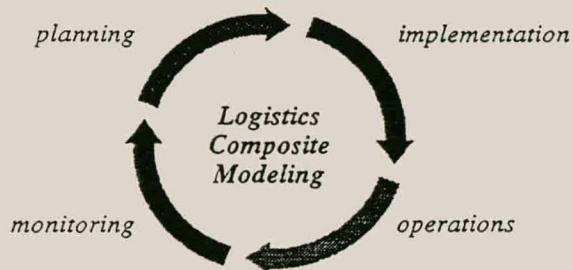 planning
implementation
Logistics
Composite
Modeling
monitoring
operations